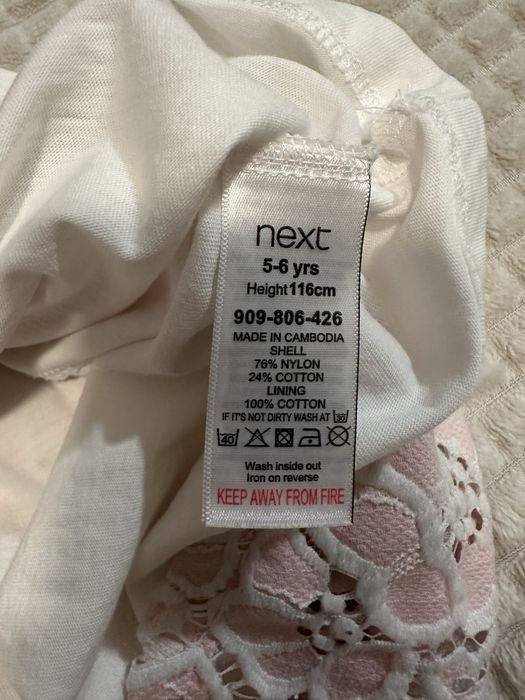 next
5-6 yrs
Height 116cm
909-806-426
MADE IN CAMBODIA
SHELL
76% NYLON
24% COTTON
LINING
100% COTTON
IF IT'S NOT DIRTY WASH AT 30
40
Wash inside out
Iron on reverse
KEEP AWAY FROM FIRE